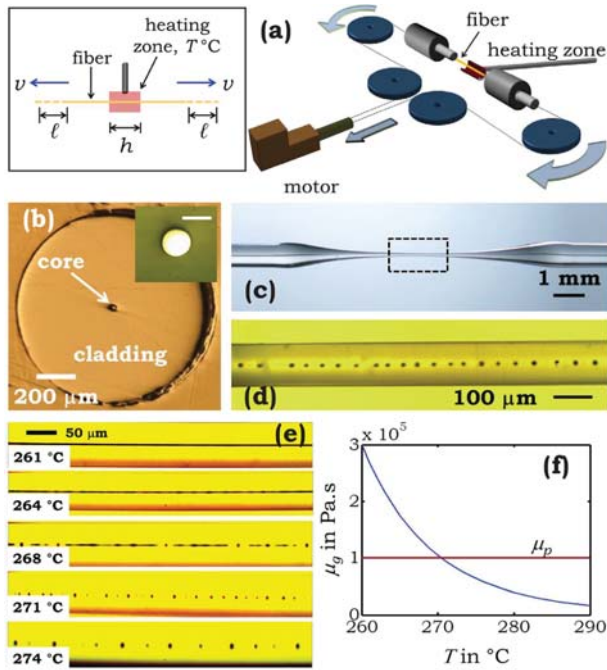 (a)
heating
zone, T °C
fiber
v
v
ℓ
h
ℓ
fiber
heating zone
motor
(b)
core
cladding
200 μm
(c)
1 mm
(d)
100 μm
(e)
50 μm
261 °C
264 °C
268 °C
271 °C
274 °C
(f)
3 x 10⁵
2
1
0
μg in Pa.s
μp
260 270 280 290
T in °C